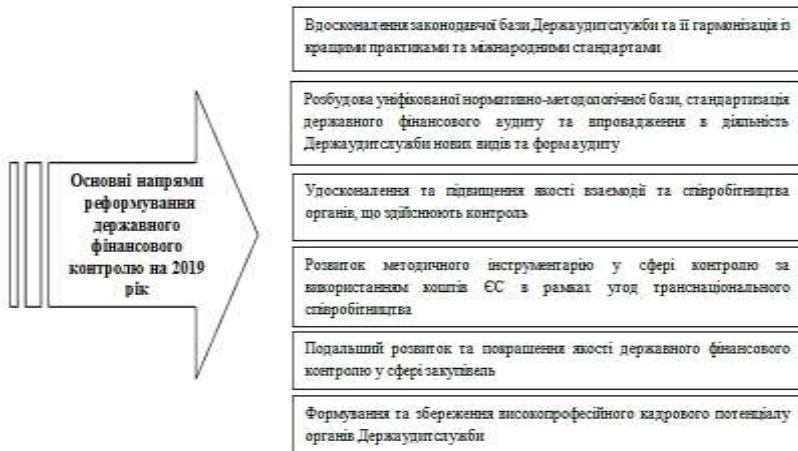 Основні напрями
реформування
державного
фінансового
контролю на 2019
рік
Вдосконалення законодавчої бази Держаудитслужби та її гармонізація із
кращими практиками та міжнародними стандартами
Розбудова уніфікованої нормативно-методологічної бази, стандартизація
державного фінансового аудиту та впровадження в діяльність
Держаудитслужби нових видів та форм аудиту
Удосконалення та підвищення якості взаємодії та співробітництва
органів, що здійснюють контроль
Розвиток методичного інструментарію у сфері контролю за
використанням коштів ЄС в рамках угод транснаціонального
співробітництва
Подальший розвиток та покращення якості державного фінансового
контролю у сфері закупівель
Формування та збереження високопрофесійного кадрового потенціалу
органів Держаудитслужби